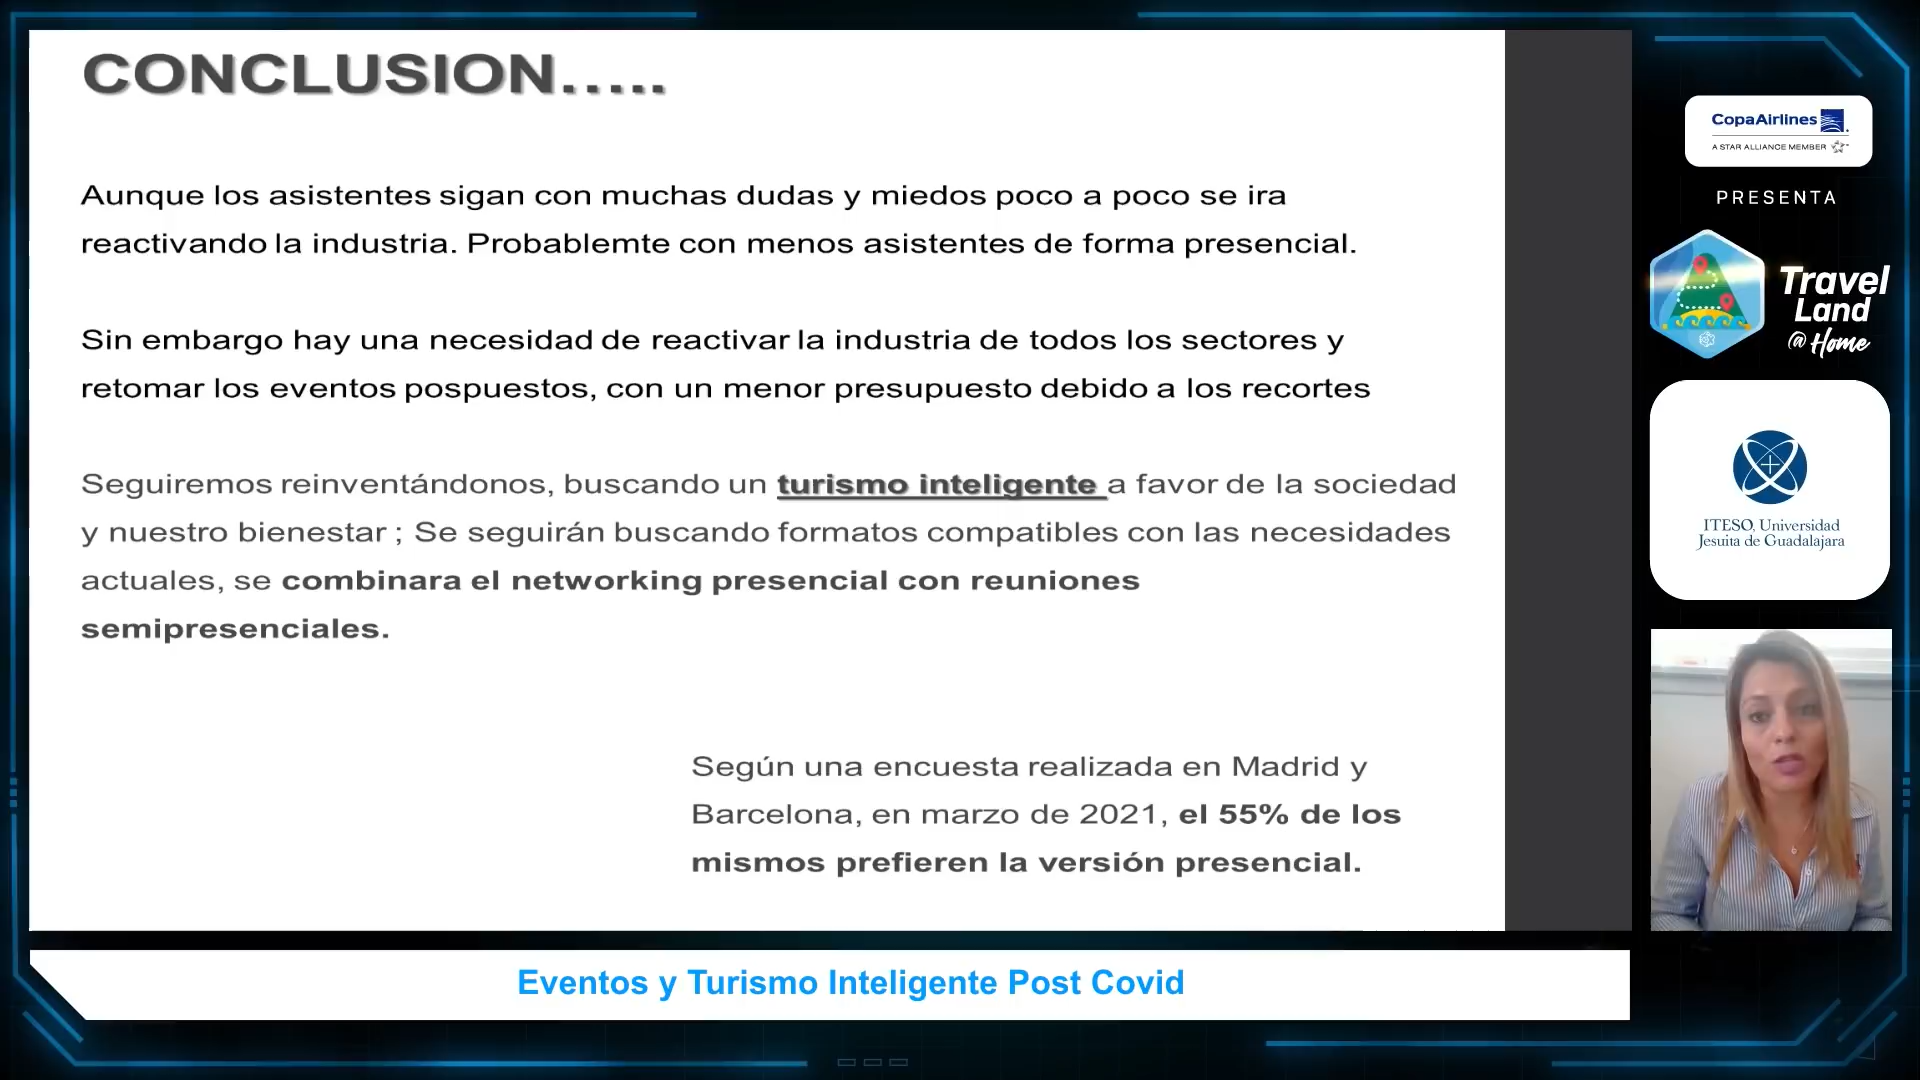 CONCLUSION…..
Aunque los asistentes sigan con muchas dudas y miedos poco a poco se ira
reactivando la industria. Probablemte con menos asistentes de forma presencial.
Sin embargo hay una necesidad de reactivar la industria de todos los sectores y
retomar los eventos pospuestos, con un menor presupuesto debido a los recortes
Seguiremos reinventándonos, buscando un turismo inteligente a favor de la sociedad
y nuestro bienestar ; Se seguirán buscando formatos compatibles con las necesidades
actuales, se combinara el networking presencial con reuniones
semipresenciales.
Según una encuesta realizada en Madrid y
Barcelona, en marzo de 2021, el 55% de los
mismos prefieren la versión presencial.
Eventos y Turismo Inteligente Post Covid
CopaAirlines
A STAR ALLIANCE MEMBER
PRESENTA
Travel
Land
@ Home
ITESO, Universidad
Jesuita de Guadalajara